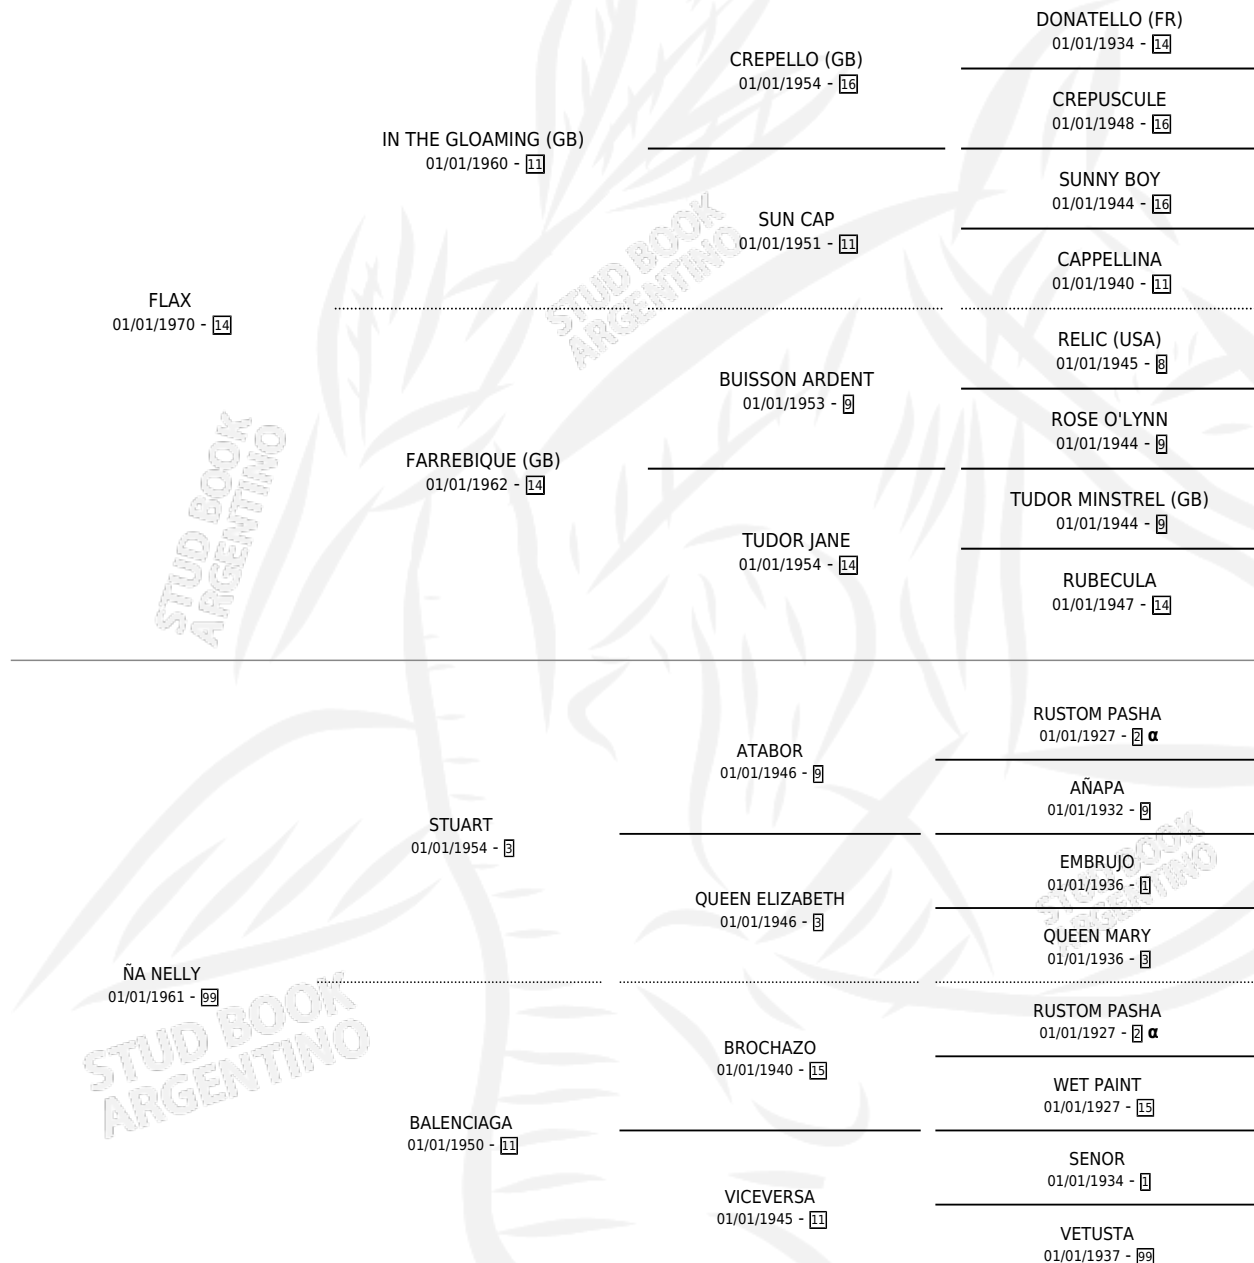 DONATELLO (FR)
01/01/1934 - 14
CREPELLO (GB)
01/01/1954 - 16
CREPUSCULE
01/01/1948 - 16
IN THE GLOAMING (GB)
01/01/1960 - 11
SUNNY BOY
01/01/1944 - 16
SUN CAP
01/01/1951 - 11
CAPPELLINA
01/01/1940 - 11
FLAX
01/01/1970 - 14
RELIC (USA)
01/01/1945 - 8
BUISSON ARDENT
01/01/1953 - 9
ROSE O'LYNN
01/01/1944 - 9
FARREBIQUE (GB)
01/01/1962 - 14
TUDOR MINSTREL (GB)
01/01/1944 - 9
TUDOR JANE
01/01/1954 - 14
RUBECULA
01/01/1947 - 14
RUSTOM PASHA
01/01/1927 - 2 α
ATABOR
01/01/1946 - 9
AÑAPA
01/01/1932 - 9
STUART
01/01/1954 - 3
EMBRUJO
01/01/1936 - 1
QUEEN ELIZABETH
01/01/1946 - 3
QUEEN MARY
01/01/1936 - 3
ÑA NELLY
01/01/1961 - 99
RUSTOM PASHA
01/01/1927 - 2 α
BROCHAZO
01/01/1940 - 15
WET PAINT
01/01/1927 - 15
BALENCIAGA
01/01/1950 - 11
SENOR
01/01/1934 - 1
VICEVERSA
01/01/1945 - 11
VETUSTA
01/01/1937 - 99
STUD BOOK
ARGENTINO
STUD BOOK
ARGENTINO
STUD BOOK
ARGENTINO
STUD BOOK
ARGENTINO